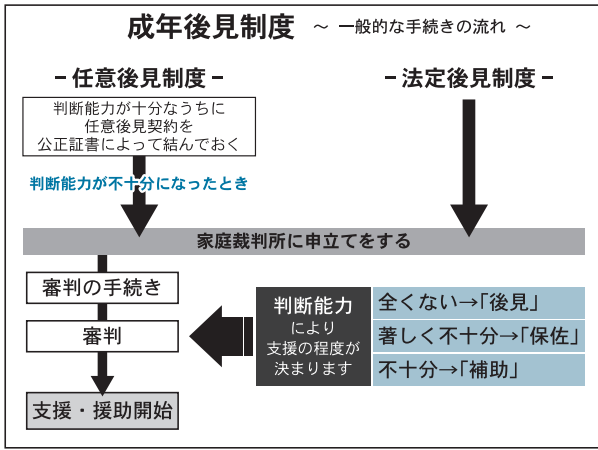 成年後見制度 ～ 一般的な手続きの流れ ～
－任意後見制度－
判断能力が十分なうちに
任意後見契約を
公正証書によって結んでおく
判断能力が不十分になったとき
－法定後見制度－
家庭裁判所に申立てをする
審判の手続き
審判
支援・援助開始
判断能力
により
支援の程度が
決まります
全くない→「後見」
著しく不十分→「保佐」
不十分→「補助」